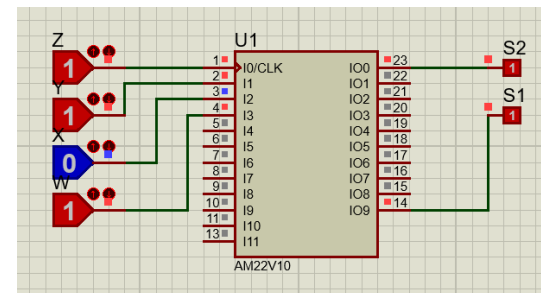 U1
Z
1
1
I0/CLK
IO0
23
S2
1
Y
1
2
I1
IO1
22
3
I2
IO2
21
S1
1
X
0
4
I3
IO3
20
5
I4
IO4
19
6
I5
IO5
18
7
I6
IO6
17
W
1
8
I7
IO7
16
9
I8
IO8
15
10
I9
IO9
14
11
I10
13
I11
AM22V10